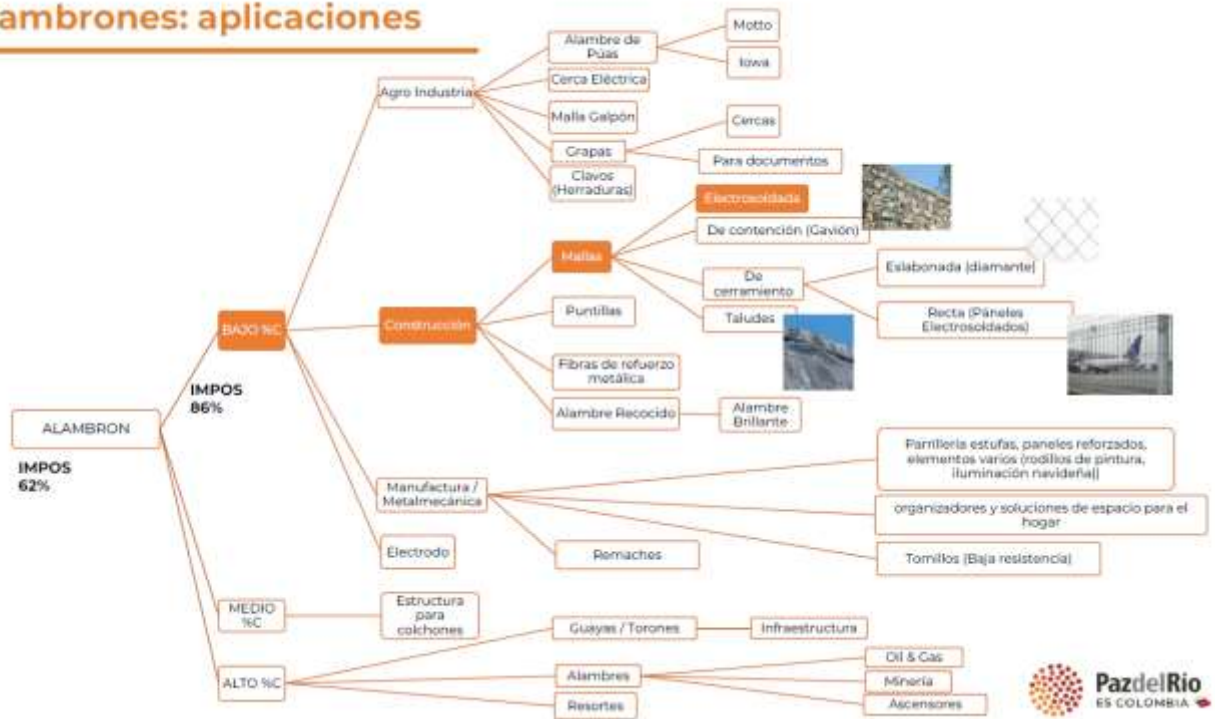 ambrones: aplicaciones
Alambre de
Púas
Motto
Iowa
Agro Industria
Cerca Eléctrica
Malla Galpón
Grapas
Cercas
Para documentos
Clavos
(Herraduras)
Electrosoldada
De contención (Gavión)
Mallas
De
cerramiento
Eslabonada (diamante)
Recta (Páneles
Electrosoldados)
Taludes
BAJO %C
Construcción
Puntillas
Fibras de refuerzo
metálica
Alambre Recocido
Alambre
Brillante
IMPOS
86%
ALAMBRON
IMPOS
62%
Manufactura /
Metalmecánica
Parrillería estufas, paneles reforzados,
elementos varios (rodillos de pintura,
iluminación navideña))
organizadores y soluciones de espacio para el
hogar
Tornillos (Baja resistencia)
Remaches
Electrodo
MEDIO
%C
Estructura
para
colchones
ALTO %C
Guayas / Torones
Infraestructura
Alambres
Oil & Gas
Minería
Ascensores
Resortes
PazdelRío
ES COLOMBIA